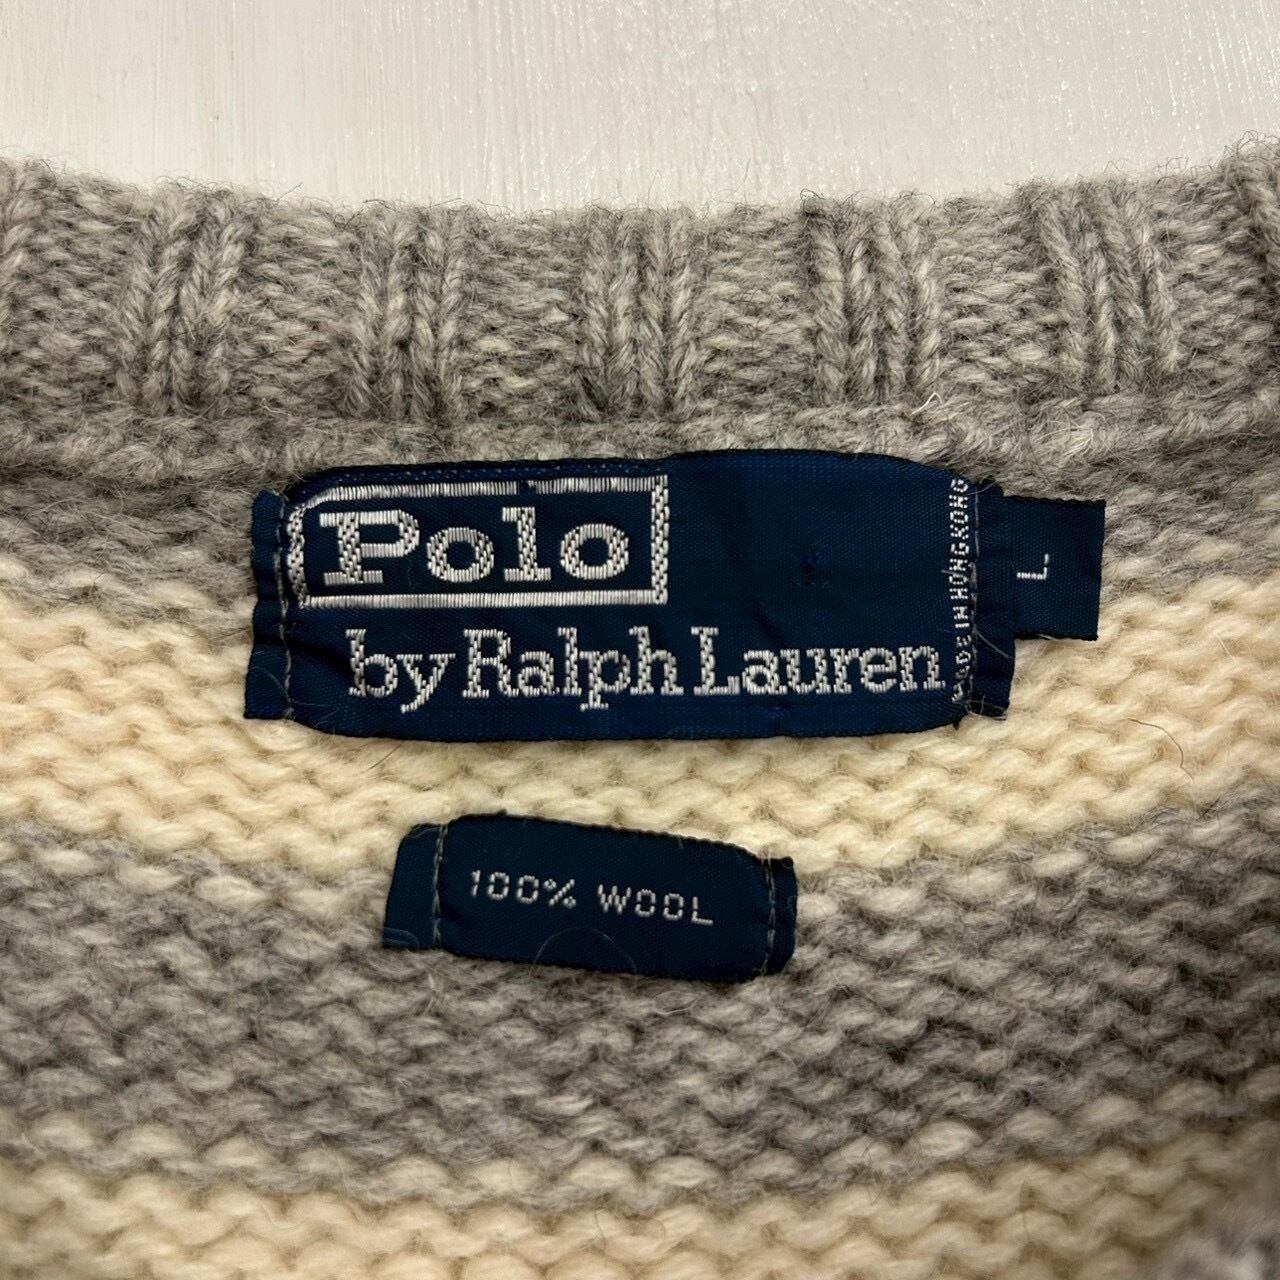 Polo
by Ralph Lauren
MADE IN HONG KONG
L
100% WOOL